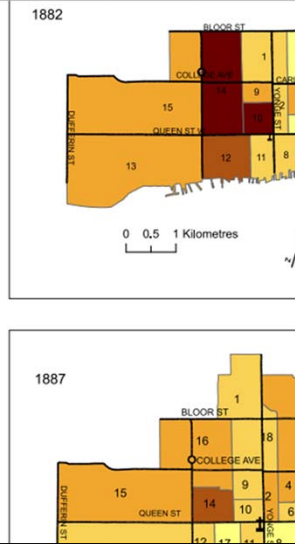 1882
BLOOR ST
1
COLLEGE AVE
CAR
14
9
2
15
YONGE ST
10
DUFFERIN ST
QUEEN ST W
13
12
11
8
0 0.5 1 Kilometres
1887
1
BLOOR ST
16
18
COLLEGE AVE
15
9
4
14
2
DUFFERIN ST
QUEEN ST
10
YONGE ST
6
12
17
11
8